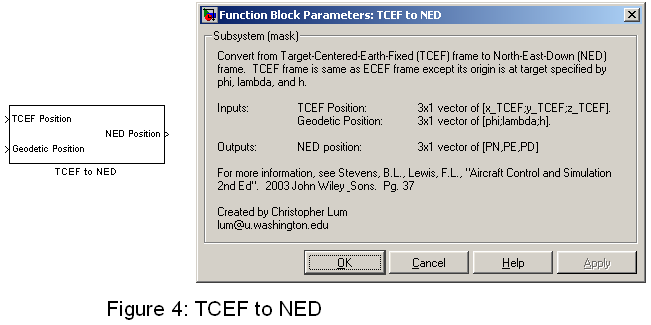 TCEF Position
NED Position
Geodetic Position
TCEF to NED
Function Block Parameters: TCEF to NED
Subsystem (mask)
Convert from Target-Centered-Earth-Fixed (TCEF) frame to North-East-Down (NED)
frame.  TCEF frame is same as ECEF frame except its origin is at target specified by
phi, lambda, and h.
Inputs: TCEF Position: 3x1 vector of [x_TCEF;y_TCEF;z_TCEF].
Geodetic Position: 3x1 vector of [phi;lambda;h].
Outputs: NED position: 3x1 vector of [PN,PE,PD]
For more information, see Stevens, B.L., Lewis, F.L., "Aircraft Control and Simulation
2nd Ed".  2003 John Wiley _Sons.  Pg. 37
Created by Christopher Lum
lum@u.washington.edu
OK Cancel Help Apply
Figure 4: TCEF to NED